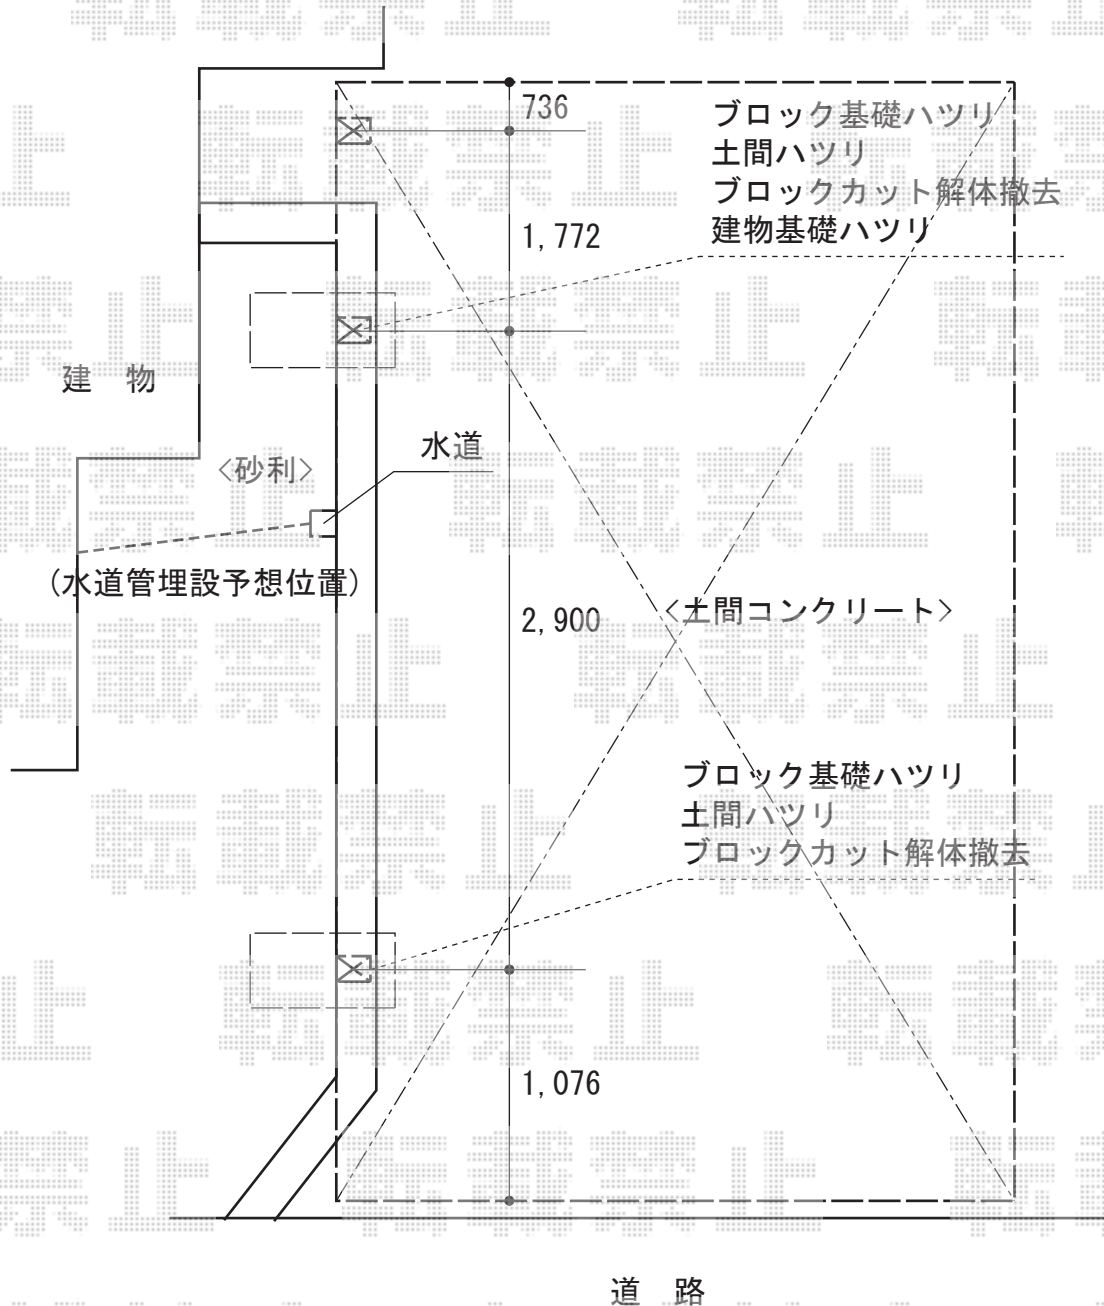 転載禁止
736
ブロック基礎ハツリ
土間ハツリ
ブロックカット解体撤去
建物基礎ハツリ
1,772
建 物
水道
<砂利>
(水道管埋設予想位置)
2,900
<土間コンクリート>
ブロック基礎ハツリ
土間ハツリ
ブロックカット解体撤去
1,076
道 路